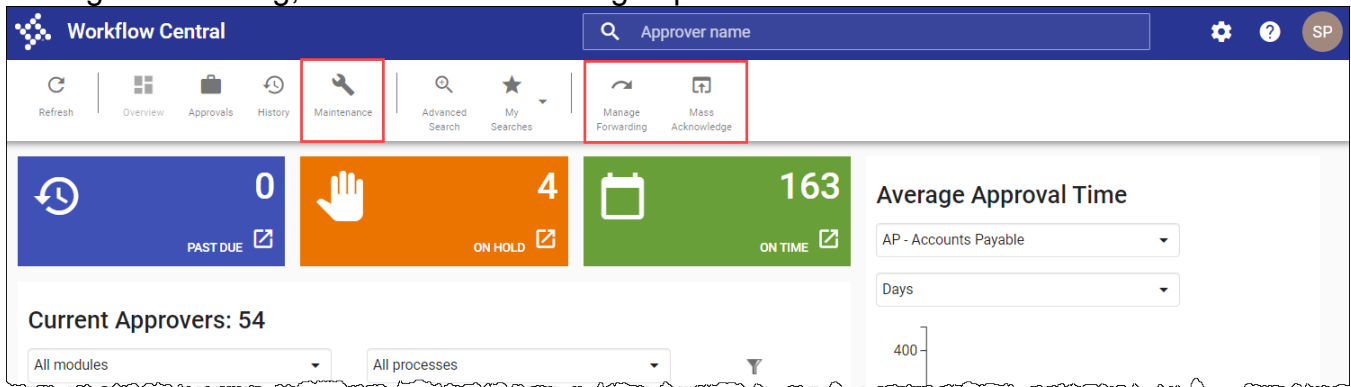 Workflow Central
Approver name
SP
Refresh
Overview
Approvals
History
Maintenance
Advanced Search
My Searches
Manage Forwarding
Mass Acknowledge
0
PAST DUE
4
ON HOLD
163
ON TIME
Average Approval Time
AP - Accounts Payable
Days
400
Current Approvers: 54
All modules
All processes